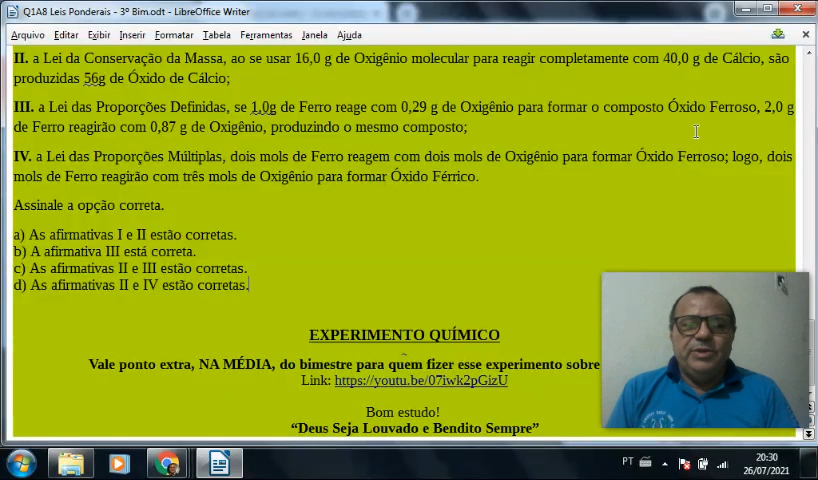 Q1A8 Leis Ponderais - 3º Bim.odt - LibreOffice Writer
Arquivo Editar Exibir Inserir Formatar Tabela Ferramentas Janela Ajuda
II. a Lei da Conservação da Massa, ao se usar 16,0 g de Oxigênio molecular para reagir completamente com 40,0 g de Cálcio, são
produzidas 56g de Óxido de Cálcio;
III. a Lei das Proporções Definidas, se 1,0g de Ferro reage com 0,29 g de Oxigênio para formar o composto Óxido Ferroso, 2,0 g
de Ferro reagirão com 0,87 g de Oxigênio, produzindo o mesmo composto;
IV. a Lei das Proporções Múltiplas, dois mols de Ferro reagem com dois mols de Oxigênio para formar Óxido Ferroso; logo, dois
mols de Ferro reagirão com três mols de Oxigênio para formar Óxido Férrico.
Assinale a opção correta.
a) As afirmativas I e II estão corretas.
b) A afirmativa III está correta.
c) As afirmativas II e III estão corretas.
d) As afirmativas II e IV estão corretas.
EXPERIMENTO QUÍMICO
Vale ponto extra, NA MÉDIA, do bimestre para quem fizer esse experimento sobre
Link: https://youtu.be/07iwk2pGizU
Bom estudo!
“Deus Seja Louvado e Bendito Sempre”
PT
20:30
26/07/2021